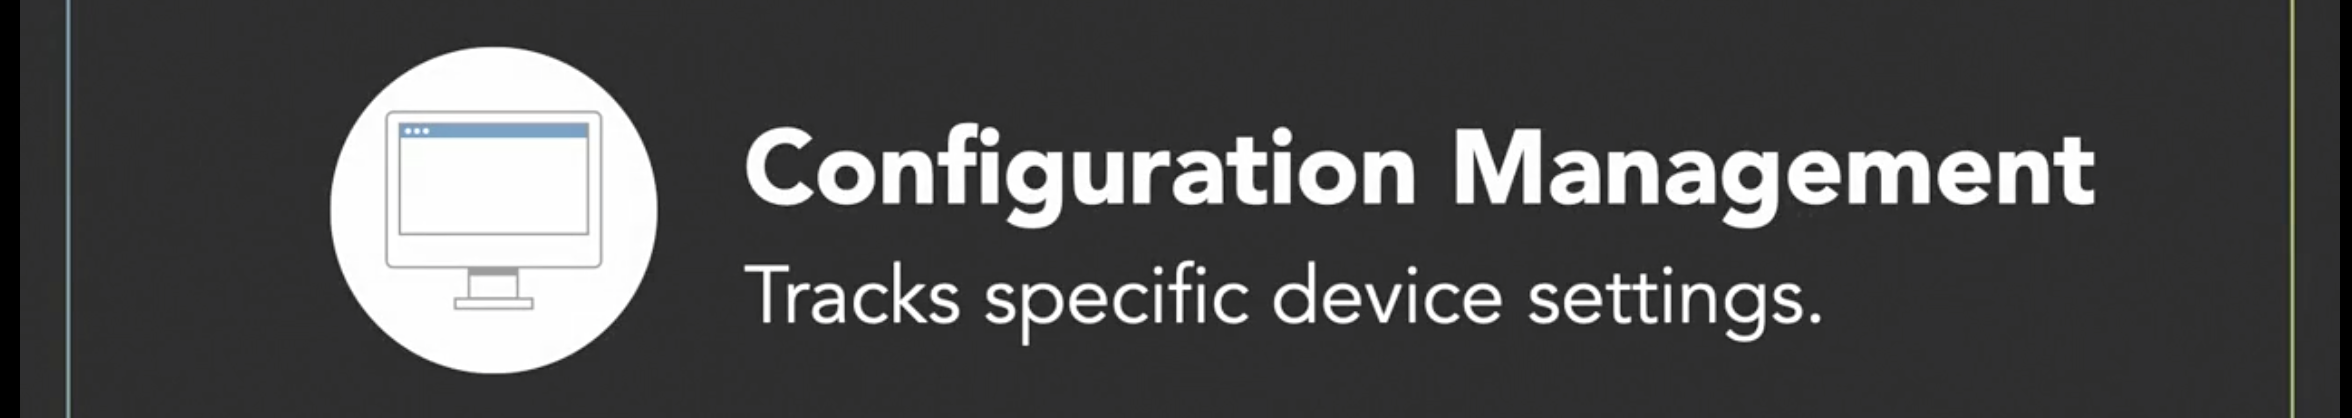 Configuration Management
Tracks specific device settings.